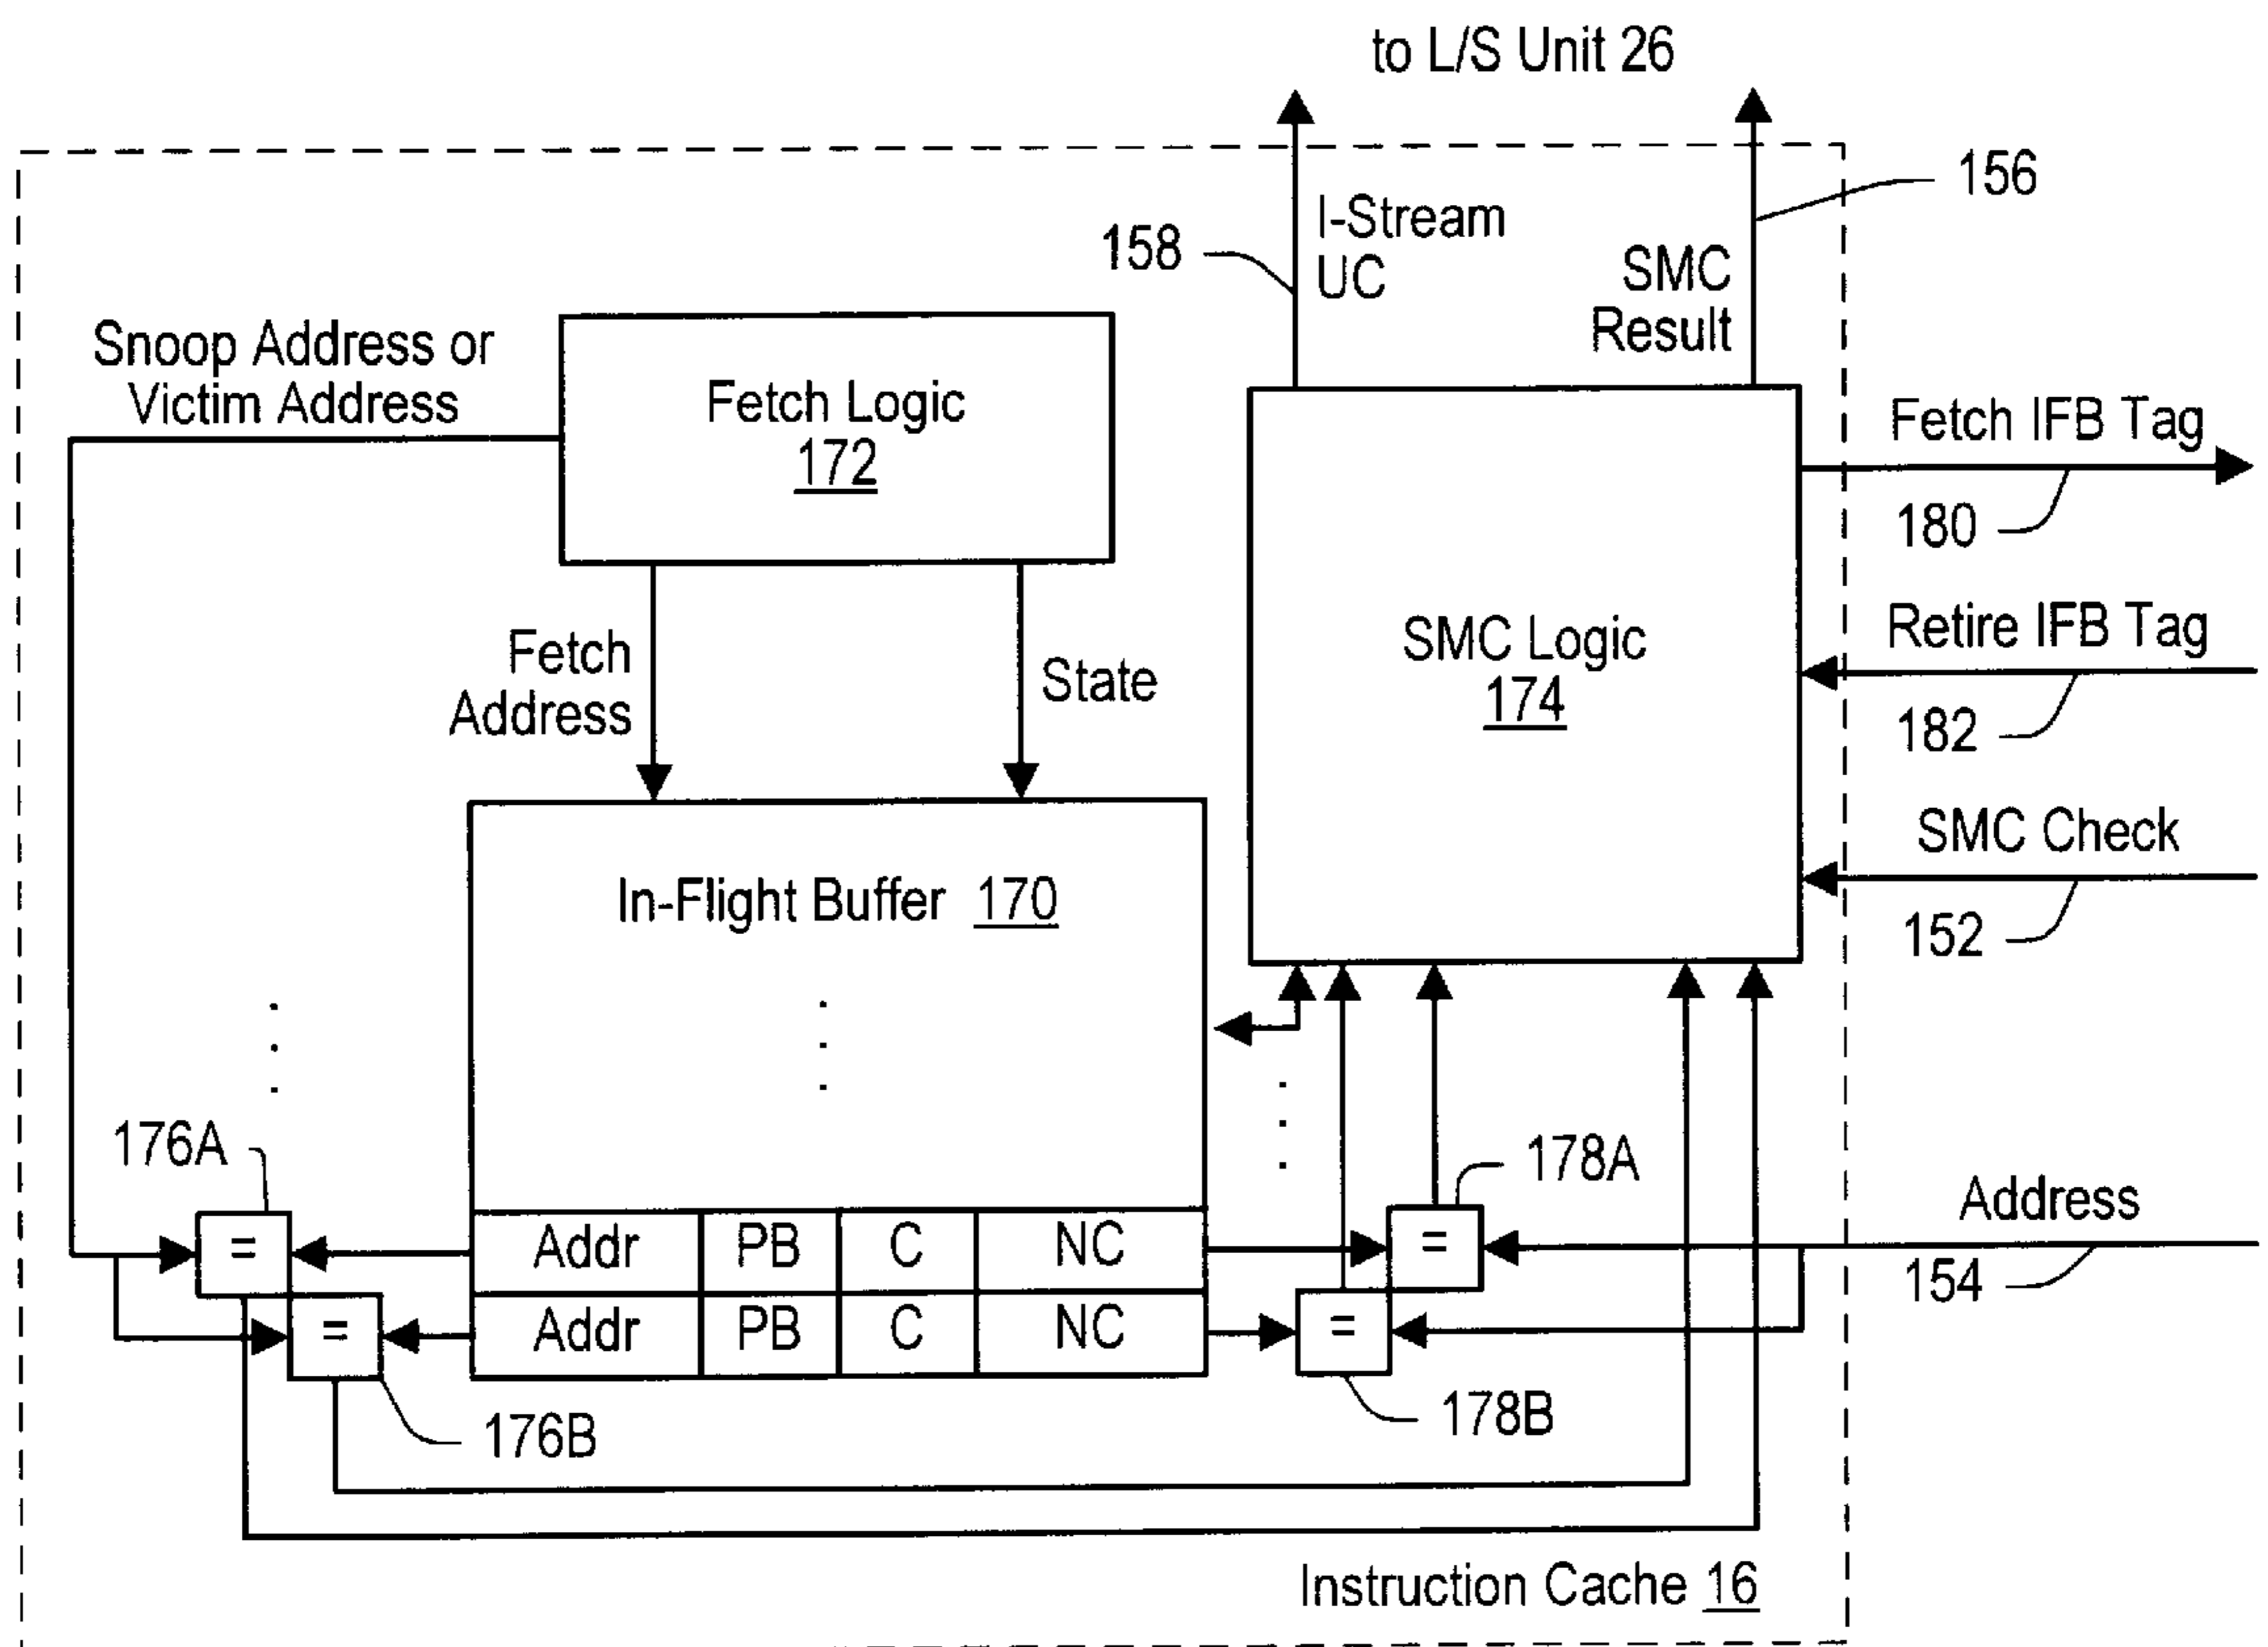 to L/S Unit 26
156
I-Stream
UC
158
SMC
Result
Snoop Address or
Victim Address
Fetch Logic
172
Fetch IFB Tag
180
Retire IFB Tag
182
SMC Logic
174
Fetch
Address
State
SMC Check
152
In-Flight Buffer 170
176A
178A
Address
154
= Addr PB C NC =
= Addr PB C NC =
176B
178B
Instruction Cache 16